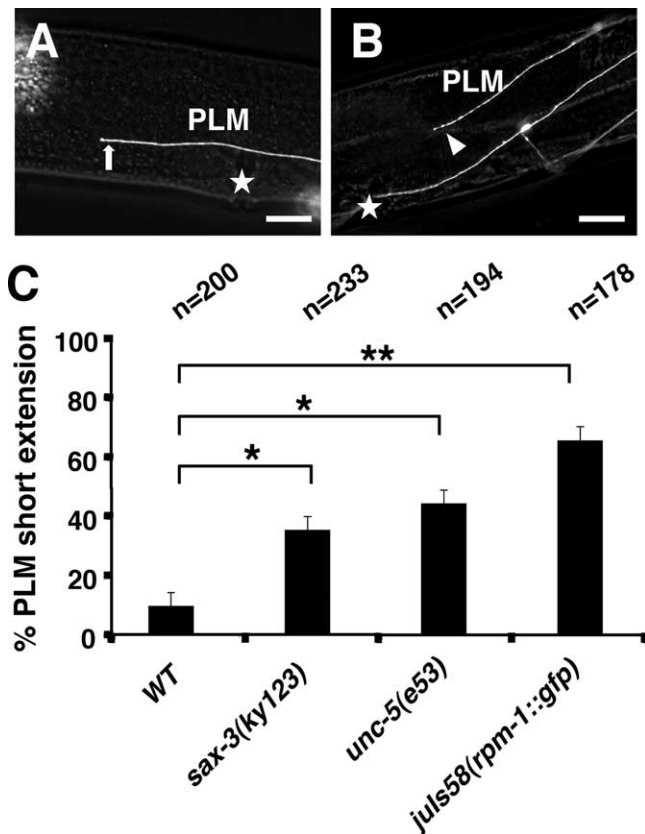 A
PLM
B
PLM
C
n=200
n=233
n=194
n=178
**
*
*
% PLM short extension
100
80
60
40
20
0
WT
sax-3(ky123)
unc-5(e53)
juIs58(rpm-1::gfp)